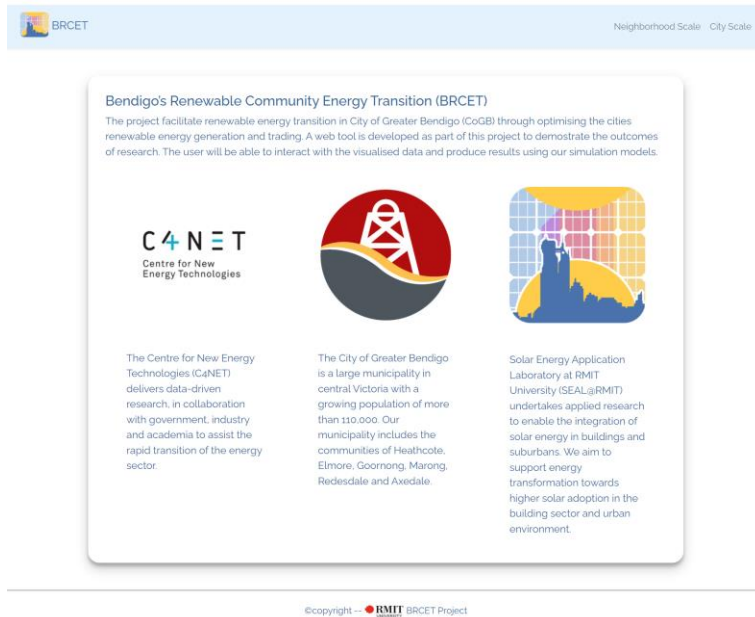 BRCET
Neighborhood Scale City Scale
Bendigo's Renewable Community Energy Transition (BRCET)
The project facilitate renewable energy transition in City of Greater Bendigo (CoGB) through optimising the cities
renewable energy generation and trading. A web tool is developed as part of this project to demostrate the outcomes
of research. The user will be able to interact with the visualised data and produce results using our simulation models.
C4NET
Centre for New
Energy Technologies
The Centre for New Energy
Technologies (C4NET)
delivers data-driven
research, in collaboration
with government, industry
and academia to assist the
rapid transition of the energy
sector.
The City of Greater Bendigo
is a large municipality in
central Victoria with a
growing population of more
than 110,000. Our
municipality includes the
communities of Heathcote,
Elmore, Goornong, Marong,
Redesdale and Axedale.
Solar Energy Application
Laboratory at RMIT
University (SEAL@RMIT)
undertakes applied research
to enable the integration of
solar energy in buildings and
suburbans. We aim to
support energy
transformation towards
higher solar adoption in the
building sector and urban
environment.
©copyright -- RMIT UNIVERSITY BRCET Project